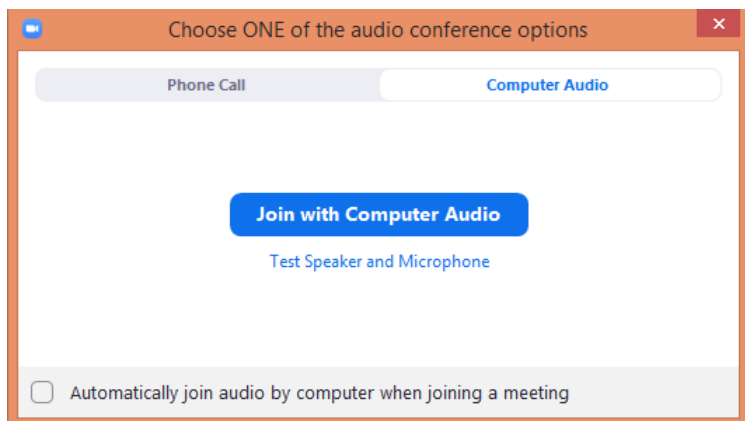 Choose ONE of the audio conference options
Phone Call
Computer Audio
Join with Computer Audio
Test Speaker and Microphone
Automatically join audio by computer when joining a meeting